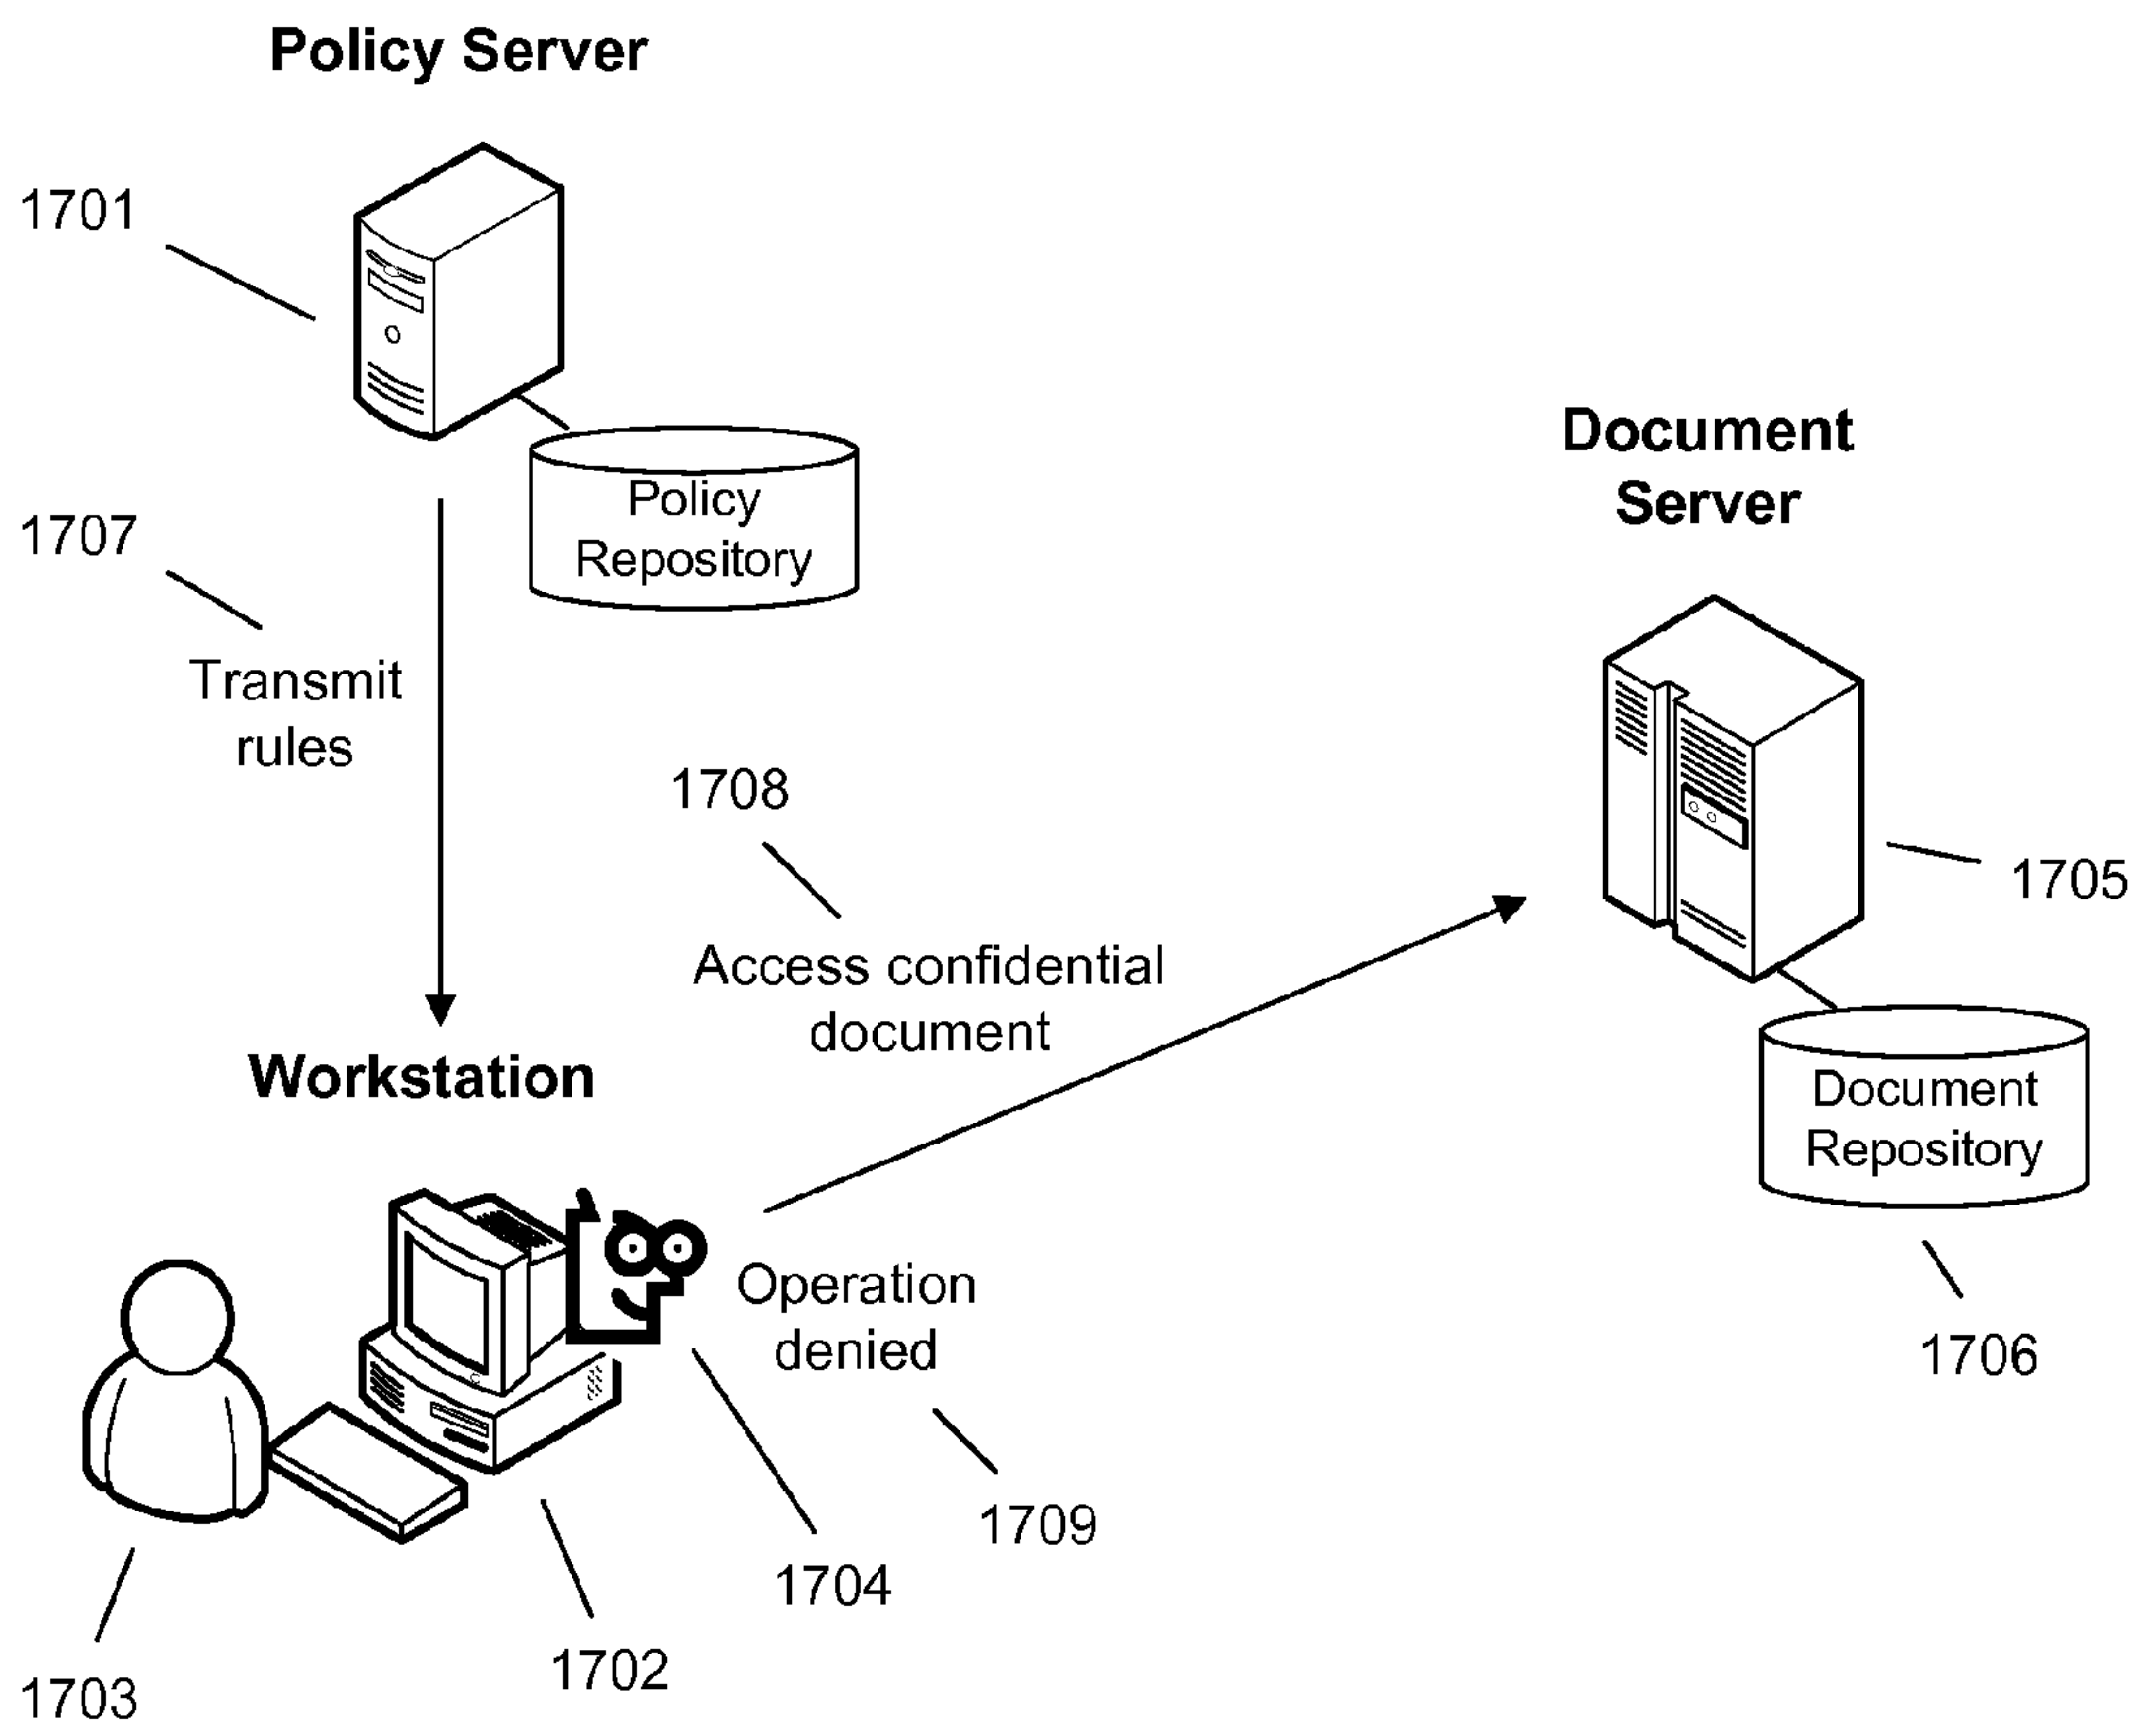 Policy Server
1701
Policy
Repository
1707
Transmit
rules
1708
Access confidential
document
Document
Server
1705
Document
Repository
1706
Workstation
Operation
denied
1709
1704
1702
1703